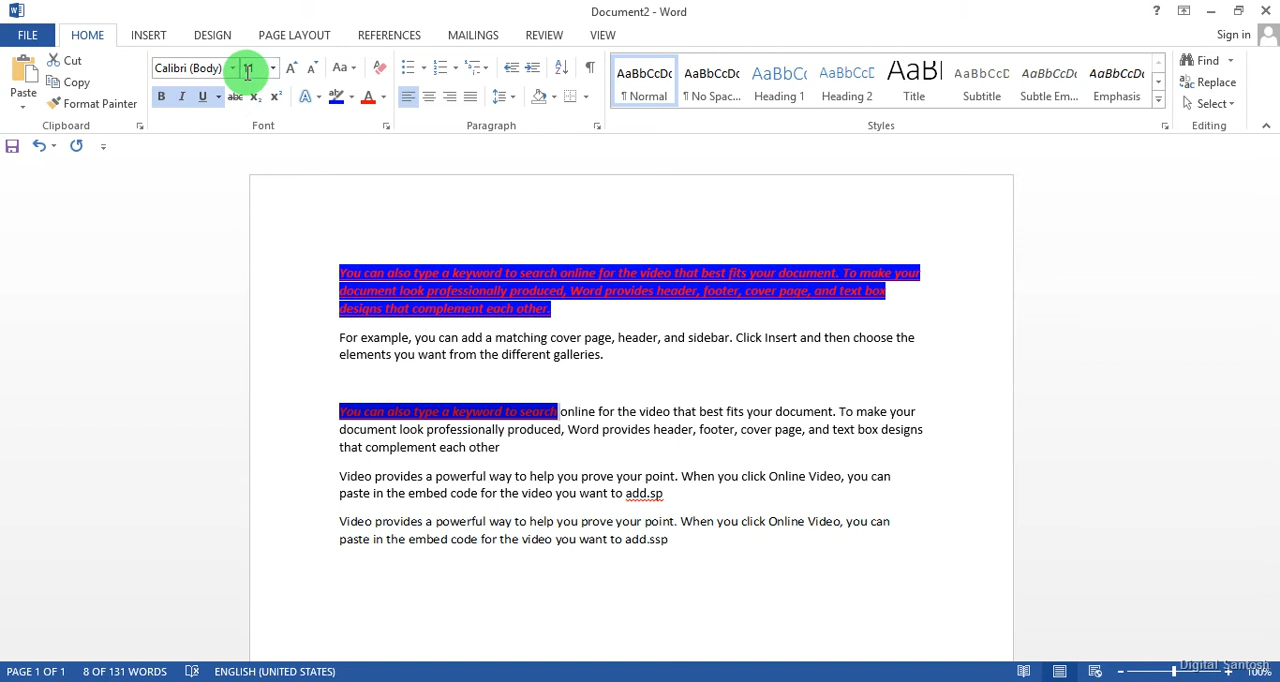 Document2 - Word
?
FILE HOME INSERT DESIGN PAGE LAYOUT REFERENCES MAILINGS REVIEW VIEW Sign in
Paste
Cut
Copy
Format Painter
Clipboard
Calibri (Body) 11 A A Aa
B I U abc x₂ x² A A
Font
Paragraph
AaBbCcDc AaBbCcDc AaBbCc AaBbCcD AaBl AaBbCcD AaBbCcDc AaBbCcDc
¶ Normal ¶ No Spac... Heading 1 Heading 2 Title Subtitle Subtle Em... Emphasis
Styles
Find
Replace
Select
Editing
You can also type a keyword to search online for the video that best fits your document. To make your
document look professionally produced, Word provides header, footer, cover page, and text box
designs that complement each other.
For example, you can add a matching cover page, header, and sidebar. Click Insert and then choose the
elements you want from the different galleries.
You can also type a keyword to search online for the video that best fits your document. To make your
document look professionally produced, Word provides header, footer, cover page, and text box designs
that complement each other
Video provides a powerful way to help you prove your point. When you click Online Video, you can
paste in the embed code for the video you want to add.sp
Video provides a powerful way to help you prove your point. When you click Online Video, you can
paste in the embed code for the video you want to add.ssp
PAGE 1 OF 1 8 OF 131 WORDS ENGLISH (UNITED STATES) 100%
Digital Santosh